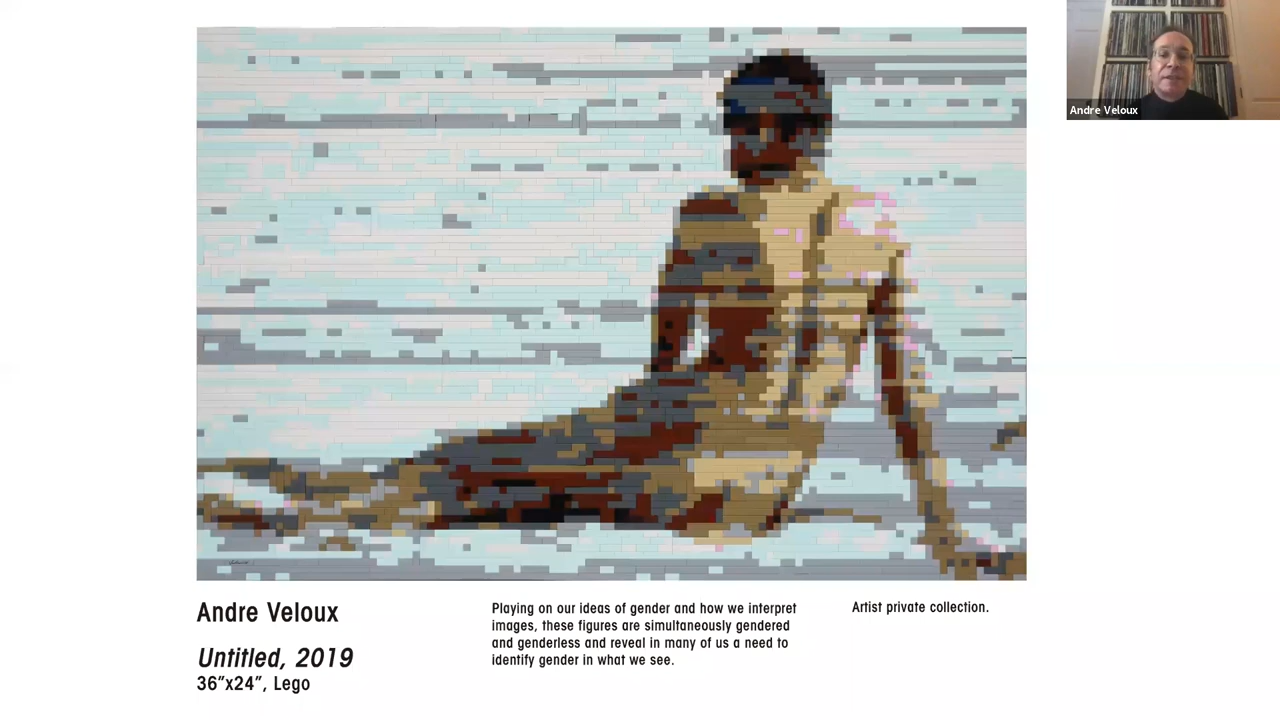 Andre Veloux
Andre Veloux
Untitled, 2019
36”x24”, Lego
Playing on our ideas of gender and how we interpret
images, these figures are simultaneously gendered
and genderless and reveal in many of us a need to
identify gender in what we see.
Artist private collection.